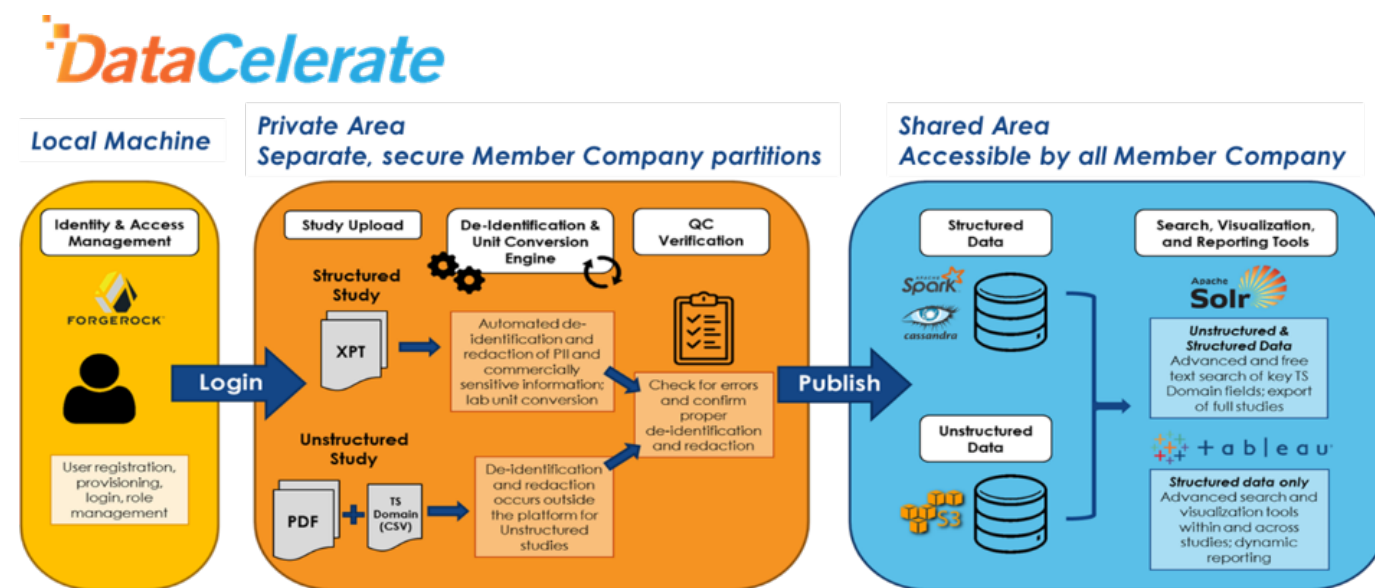 DataCelerate
Local Machine
Private Area
Separate, secure Member Company partitions
Shared Area
Accessible by all Member Company
Identity & Access
Management
FORGEROCK™
User registration,
provisioning,
login, role
management
Login
Study Upload
Structured
Study
XPT
Unstructured
Study
PDF
TS
Domain
(CSV)
De-Identification &
Unit Conversion
Engine
Automated de-
identification and
redaction of PII and
commercially
sensitive information;
lab unit conversion
De-identification
and redaction
occurs outside
the platform for
Unstructured
studies
QC
Verification
Check for errors
and confirm
proper
de-identification
and redaction
Publish
Structured
Data
APACHE
Spark™
cassandra
Unstructured
Data
S3
Search, Visualization,
and Reporting Tools
Apache
Solr
Unstructured &
Structured Data
Advanced and free
text search of key TS
Domain fields; export
of full studies
+ a b | e a u
Structured data only
Advanced search and
visualization tools
within and across
studies; dynamic
reporting